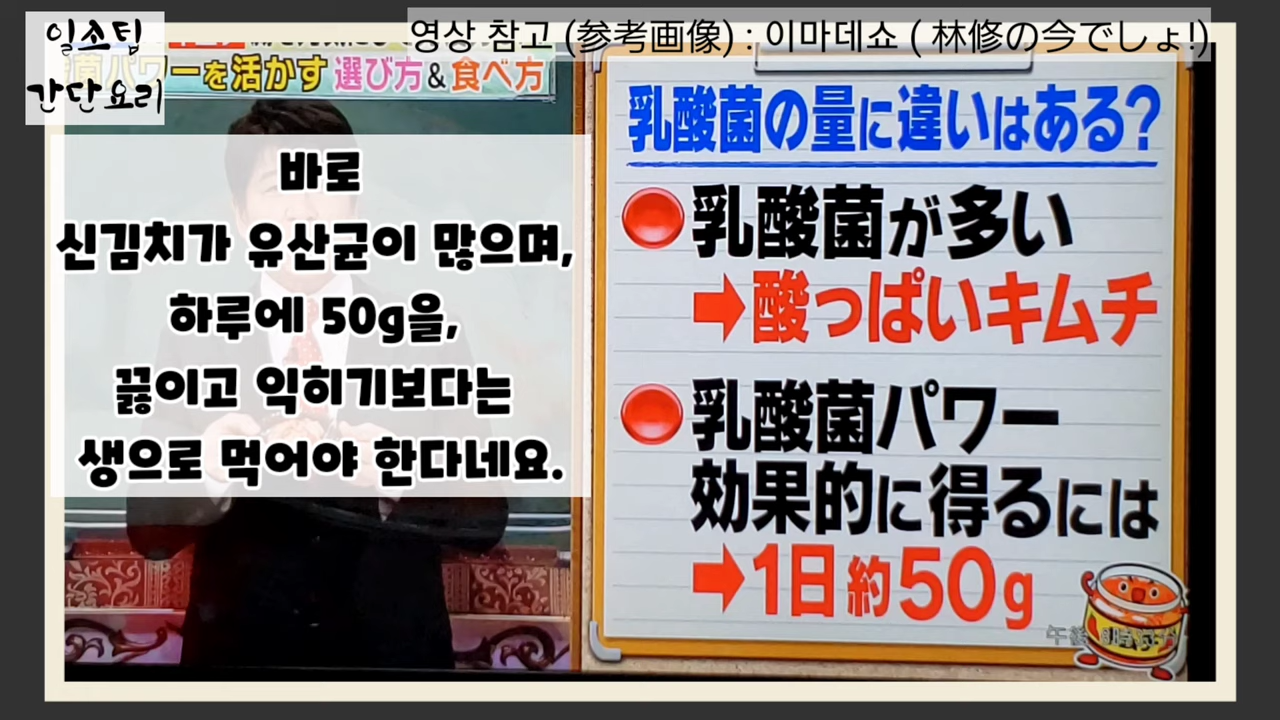 일소팁
간단요리
영상 참고 (参考画像) : 이마데쇼 ( 林修の今でしょ!)
菌パワーを活かす 選び方&食べ方
바로
신김치가 유산균이 많으며,
하루에 50g을,
끓이고 익히기보다는
생으로 먹어야 한다네요.
乳酸菌の量に違いはある?
乳酸菌が多い
➡酸っぱいキムチ
乳酸菌パワー
効果的に得るには
➡1日約50g